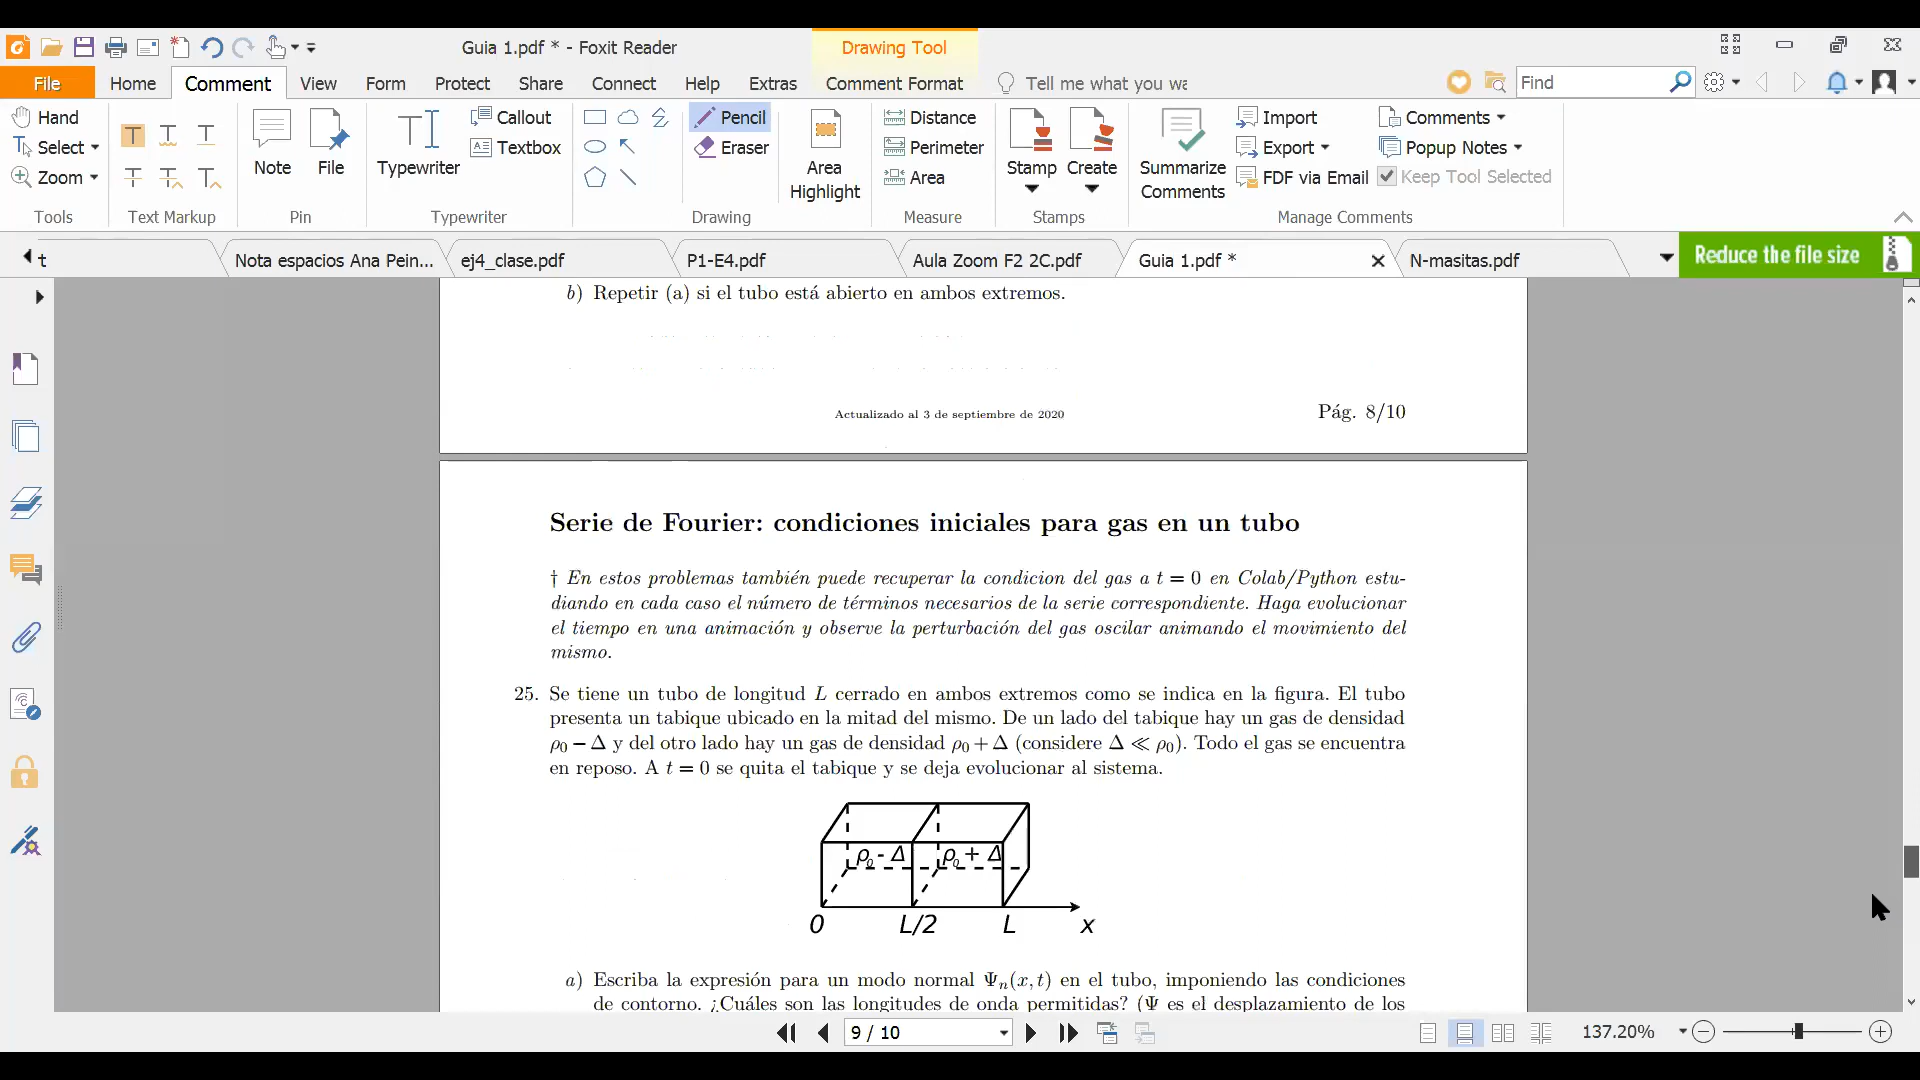 Guia 1.pdf * - Foxit Reader
Drawing Tool
File
Home
Comment
View
Form
Protect
Share
Connect
Help
Extras
Comment Format
Tell me what you wa
Find
Hand
Select
Zoom
Tools
Text Markup
Note
File
Pin
Typewriter
Callout
Textbox
Typewriter
Pencil
Eraser
Drawing
Area
Highlight
Distance
Perimeter
Area
Measure
Stamp
Create
Stamps
Summarize
Comments
Import
Export
FDF via Email
Comments
Popup Notes
Keep Tool Selected
Manage Comments
t
Nota espacios Ana Pein...
ej4_clase.pdf
P1-E4.pdf
Aula Zoom F2 2C.pdf
Guia 1.pdf *
N-masitas.pdf
Reduce the file size
b) Repetir (a) si el tubo está abierto en ambos extremos.
Actualizado al 3 de septiembre de 2020
Pág. 8/10
Serie de Fourier: condiciones iniciales para gas en un tubo
† En estos problemas también puede recuperar la condicion del gas a t = 0 en Colab/Python estu-
diando en cada caso el número de términos necesarios de la serie correspondiente. Haga evolucionar
el tiempo en una animación y observe la perturbación del gas oscilar animando el movimiento del
mismo.
25. Se tiene un tubo de longitud L cerrado en ambos extremos como se indica en la figura. El tubo
presenta un tabique ubicado en la mitad del mismo. De un lado del tabique hay un gas de densidad
ρ₀ − Δ y del otro lado hay un gas de densidad ρ₀ + Δ (considere Δ ≪ ρ₀). Todo el gas se encuentra
en reposo. A t = 0 se quita el tabique y se deja evolucionar al sistema.
ρ₀ - Δ
ρ₀ + Δ
0
L/2
L
x
a) Escriba la expresión para un modo normal Ψₙ(x, t) en el tubo, imponiendo las condiciones
de contorno. ¿Cuáles son las longitudes de onda permitidas? (Ψ es el desplazamiento de los
9 / 10
137.20%